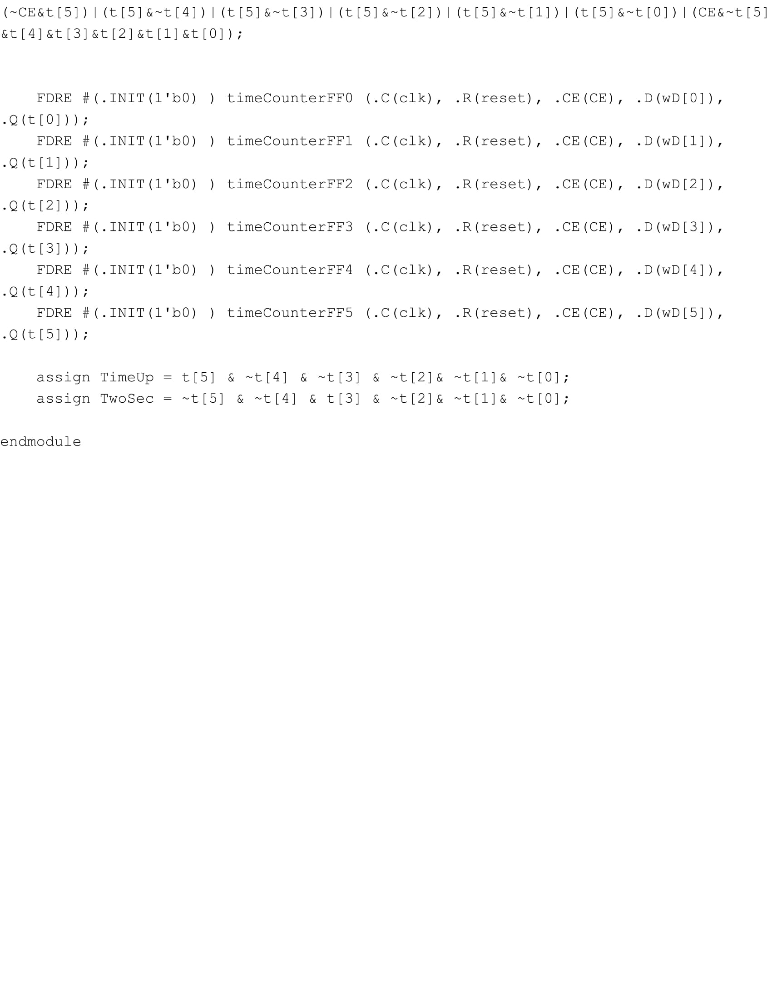 (~CE&t[5])|(t[5]&~t[4])|(t[5]&~t[3])|(t[5]&~t[2])|(t[5]&~t[1])|(t[5]&~t[0])|(CE&~t[5]
&t[4]&t[3]&t[2]&t[1]&t[0]);
    FDRE #(.INIT(1'b0) ) timeCounterFF0 (.C(clk), .R(reset), .CE(CE), .D(wD[0]),
.Q(t[0]));
    FDRE #(.INIT(1'b0) ) timeCounterFF1 (.C(clk), .R(reset), .CE(CE), .D(wD[1]),
.Q(t[1]));
    FDRE #(.INIT(1'b0) ) timeCounterFF2 (.C(clk), .R(reset), .CE(CE), .D(wD[2]),
.Q(t[2]));
    FDRE #(.INIT(1'b0) ) timeCounterFF3 (.C(clk), .R(reset), .CE(CE), .D(wD[3]),
.Q(t[3]));
    FDRE #(.INIT(1'b0) ) timeCounterFF4 (.C(clk), .R(reset), .CE(CE), .D(wD[4]),
.Q(t[4]));
    FDRE #(.INIT(1'b0) ) timeCounterFF5 (.C(clk), .R(reset), .CE(CE), .D(wD[5]),
.Q(t[5]));
    assign TimeUp = t[5] & ~t[4] & ~t[3] & ~t[2]& ~t[1]& ~t[0];
    assign TwoSec = ~t[5] & ~t[4] & t[3] & ~t[2]& ~t[1]& ~t[0];
endmodule